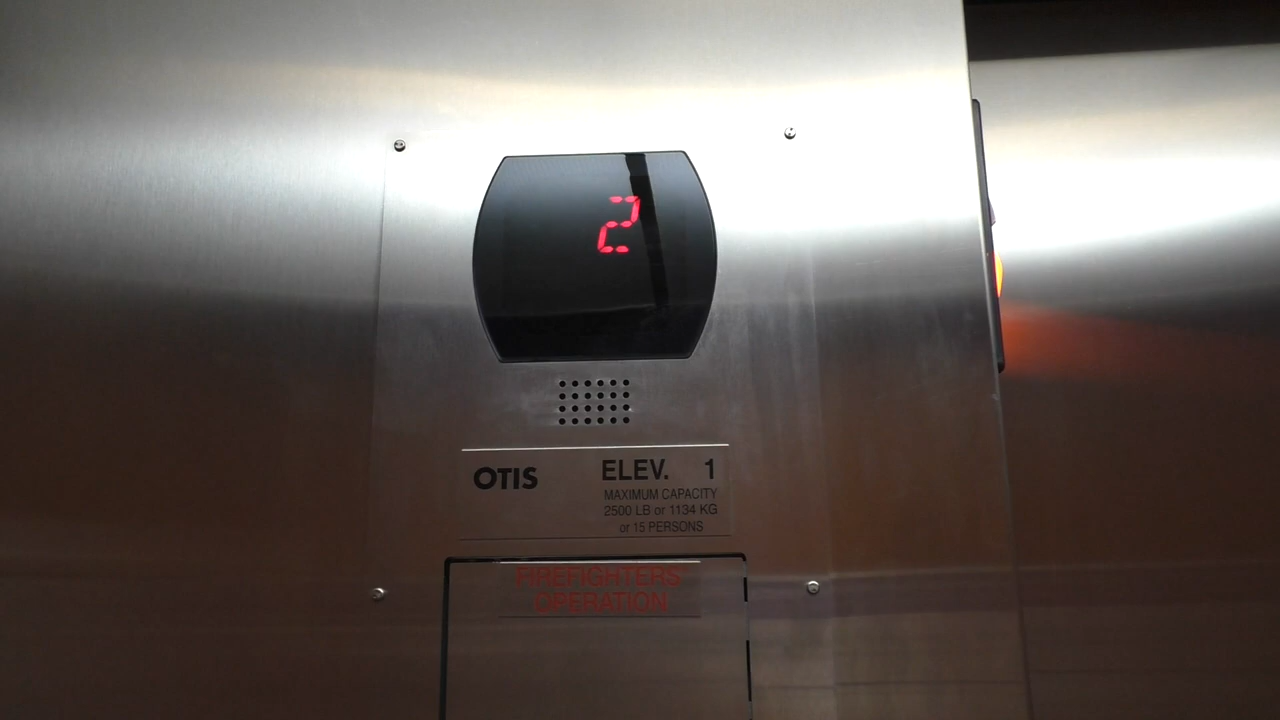 2
OTIS
ELEV. 1
MAXIMUM CAPACITY
2500 LB or 1134 KG
or 15 PERSONS
FIREFIGHTERS'
OPERATION